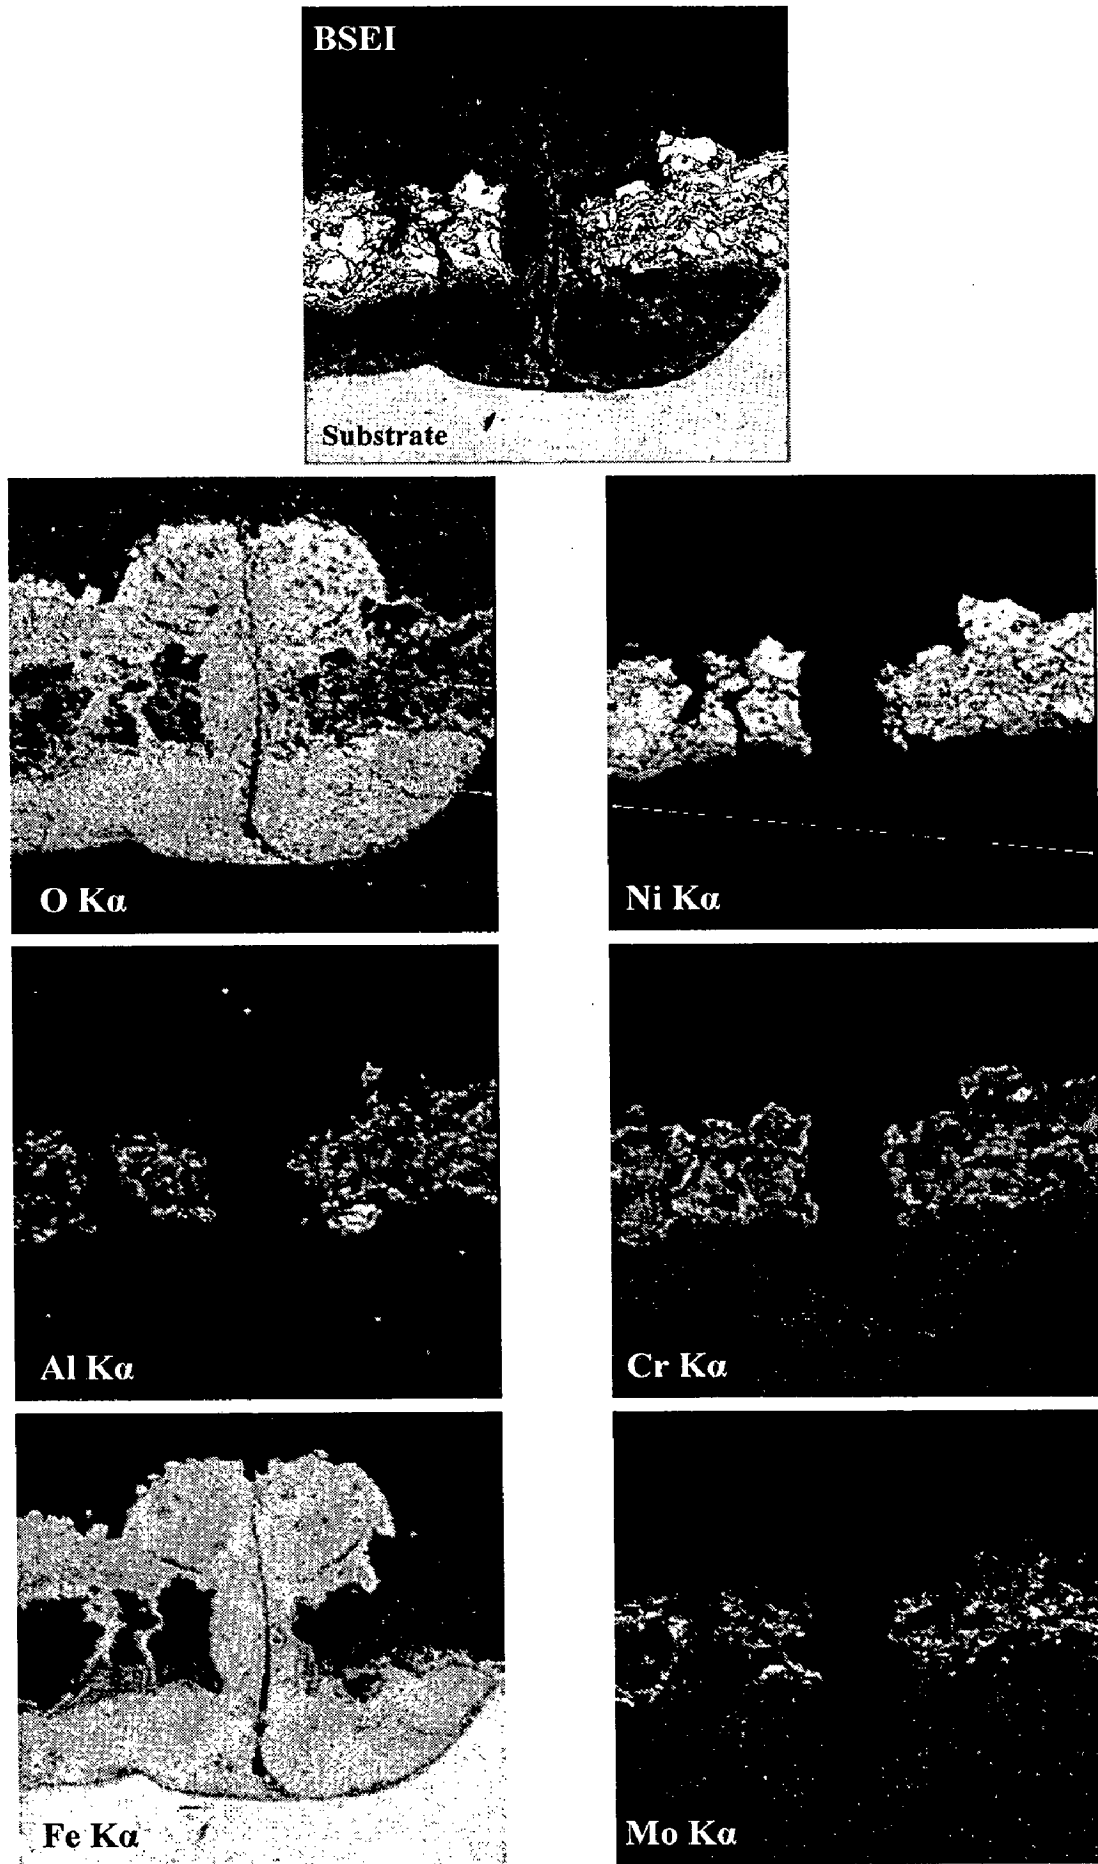 BSEI
Substrate
O Kα
Ni Kα
Al Kα
Cr Kα
Fe Kα
Mo Kα